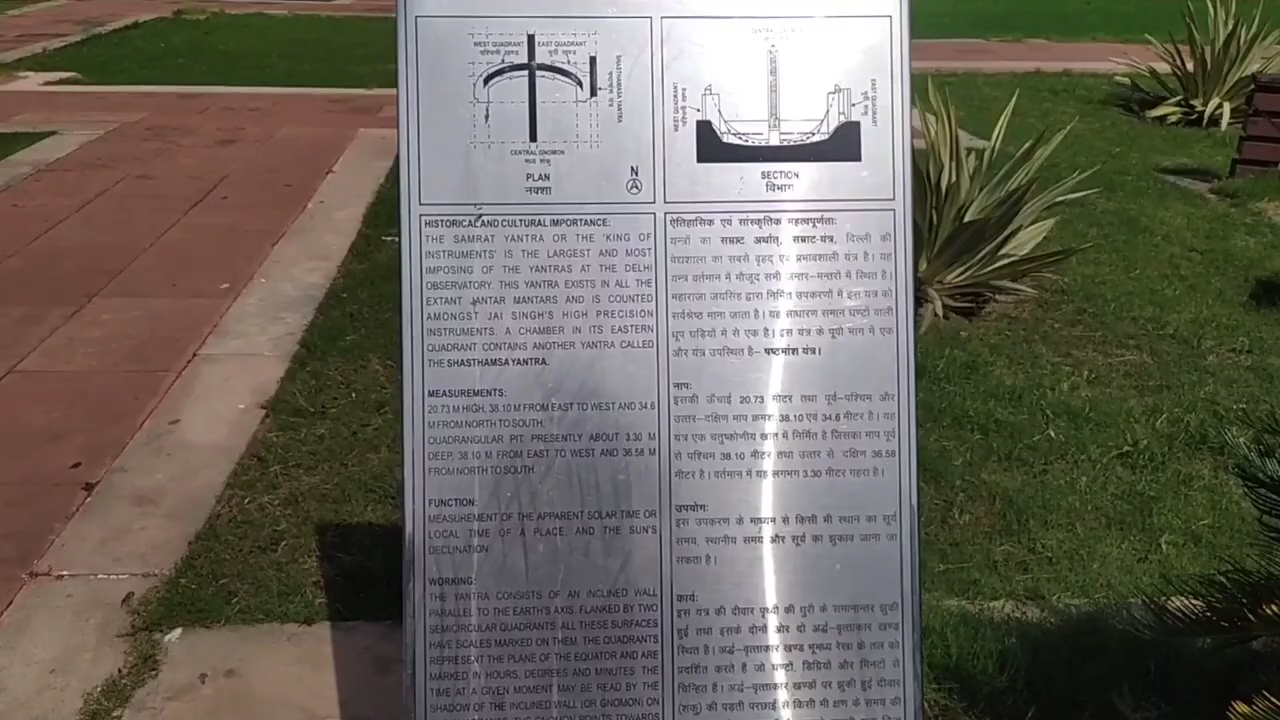 WEST QUADRANT EAST QUADRANT
पश्चिमी खण्ड पूर्वी खण्ड
SHASTHAMSA YANTRA
षष्ठमांश यंत्र
CENTRAL GNOMON
मध्य शंकु
PLAN
नक्शा
N
WEST QUADRANT
EAST QUADRANT
SECTION
विभाग
HISTORICAL AND CULTURAL IMPORTANCE:
THE SAMRAT YANTRA OR THE 'KING OF
INSTRUMENTS' IS THE LARGEST AND MOST
IMPOSING OF THE YANTRAS AT THE DELHI
OBSERVATORY. THIS YANTRA EXISTS IN ALL THE
EXTANT JANTAR MANTARS AND IS COUNTED
AMONGST JAI SINGH'S HIGH PRECISION
INSTRUMENTS. A CHAMBER IN ITS EASTERN
QUADRANT CONTAINS ANOTHER YANTRA CALLED
THE SHASTHAMSA YANTRA.
MEASUREMENTS:
20.73 M HIGH, 38.10 M FROM EAST TO WEST AND 34.6
M FROM NORTH TO SOUTH.
QUADRANGULAR PIT: PRESENTLY ABOUT 3.30 M
DEEP, 38.10 M FROM EAST TO WEST AND 36.58 M
FROM NORTH TO SOUTH.
FUNCTION:
MEASUREMENT OF THE APPARENT SOLAR TIME OR
LOCAL TIME OF A PLACE, AND THE SUN'S
DECLINATION
WORKING:
THE YANTRA CONSISTS OF AN INCLINED WALL
PARALLEL TO THE EARTH'S AXIS, FLANKED BY TWO
SEMICIRCULAR QUADRANTS. ALL THESE SURFACES
HAVE SCALES MARKED ON THEM. THE QUADRANTS
REPRESENT THE PLANE OF THE EQUATOR AND ARE
MARKED IN HOURS, DEGREES AND MINUTES. THE
TIME AT A GIVEN MOMENT MAY BE READ BY THE
SHADOW OF THE INCLINED WALL (OR GNOMON) ON
THE GNOMON POINTS TOWARDS
ऐतिहासिक एवं सांस्कृतिक महत्वपूर्णताः
यन्त्रों का सम्राट अर्थात्, सम्राट-यंत्र, दिल्ली की
वेधशाला का सबसे वृहद् एवं प्रभावशाली यंत्र है। यह
यन्त्र वर्तमान में मौजूद सभी जन्तर-मन्तरों में स्थित है।
महाराजा जयसिंह द्वारा निर्मित उपकरणों में इस यंत्र को
सर्वश्रेष्ठ माना जाता है। यह साधारण समान घण्टों वाली
धूप घड़ियों में से एक है। इस यंत्र के पूर्वी भाग में एक
और यंत्र उपस्थित है- षष्ठमांश यंत्र।
नापः
इसकी ऊँचाई 20.73 मीटर तथा पूर्व-पश्चिम और
उत्तर-दक्षिण माप क्रमशः 38.10 एवं 34.6 मीटर है। यह
यंत्र एक चतुष्कोणीय खात में निर्मित है जिसका माप पूर्व
से पश्चिम 38.10 मीटर तथा उत्तर से दक्षिण 36.58
मीटर है। वर्तमान में यह लगभग 3.30 मीटर गहरा है।
उपयोगः
इस उपकरण के माध्यम से किसी भी स्थान का सूर्य
समय, स्थानीय समय और सूर्य का झुकाव जाना जा
सकता है।
कार्यः
इस यंत्र की दीवार पृथ्वी की धुरी के समानान्तर झुकी
हुई तथा इसके दोनों ओर दो अर्द्ध-वृत्ताकार खण्ड
स्थित है। अर्द्ध-वृत्ताकार खण्ड भूमध्य रेखा के तल को
प्रदर्शित करते है जो घण्टों, डिग्रियों और मिनटों से
चिन्हित है। अर्द्ध-वृत्ताकार खण्डों पर झुकी हुई दीवार
(शंकु) की पडती परछाई से किसी भी क्षण के समय की